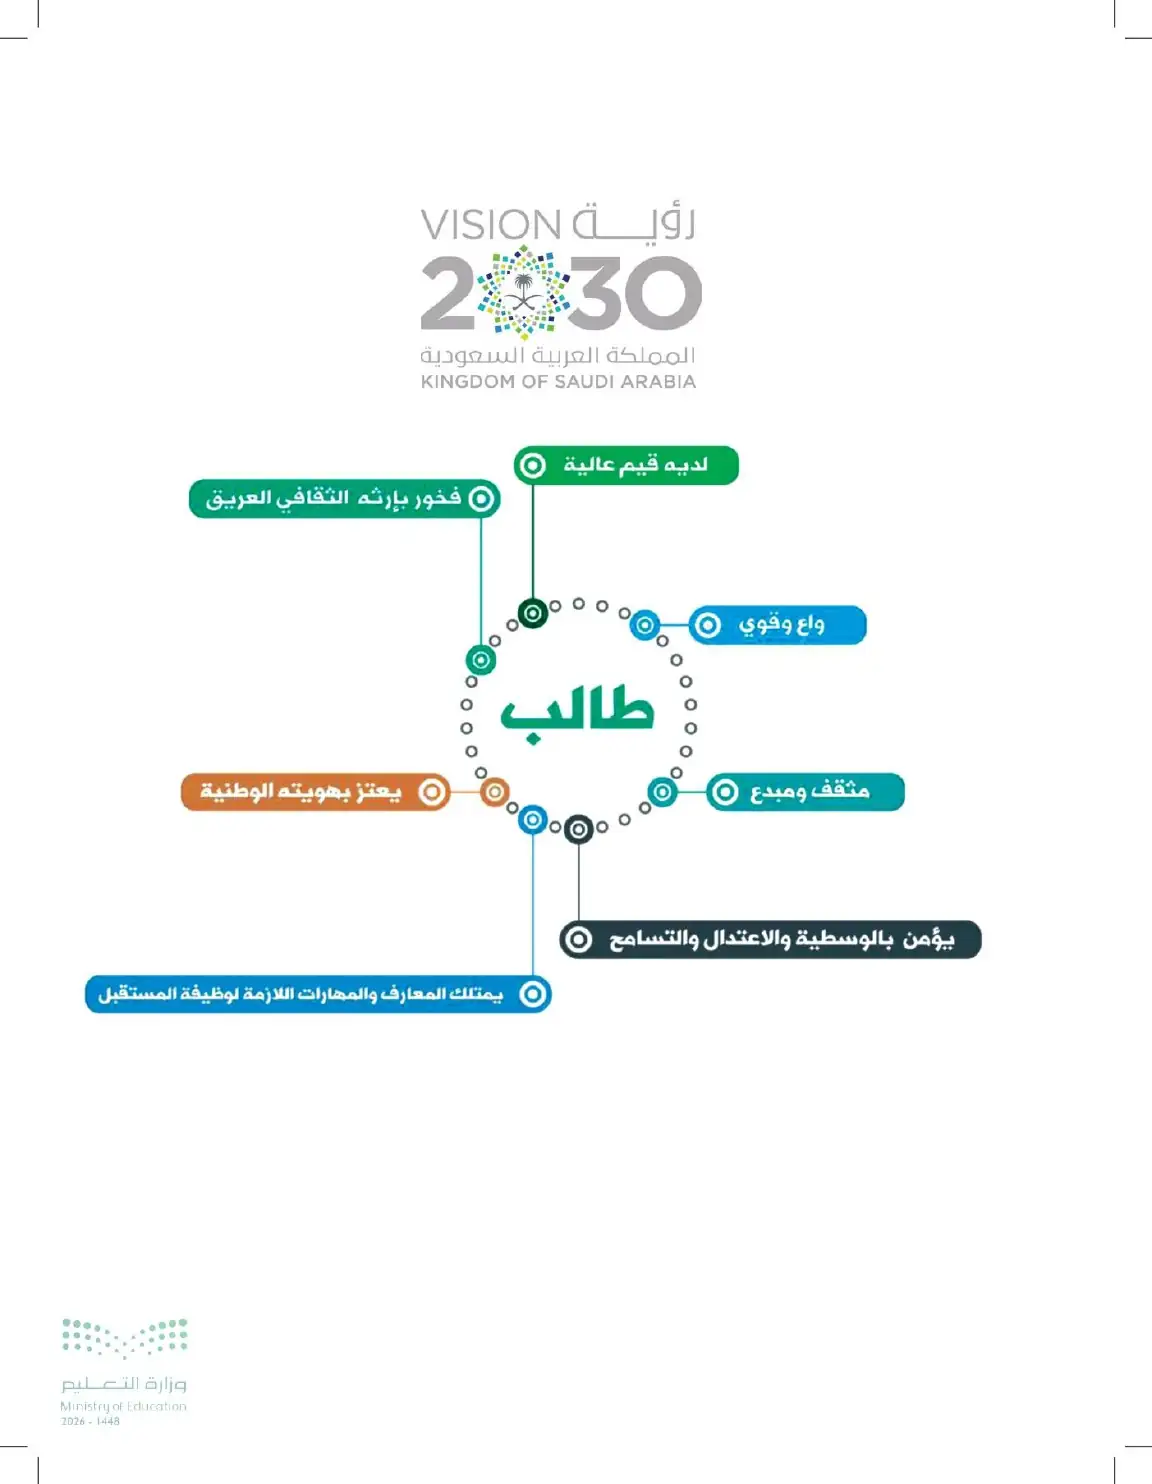 VISION رؤيــة
2030
المملكة العربية السعودية
KINGDOM OF SAUDI ARABIA
لديه قيم عالية
فخور بإرثه الثقافي العريق
واع وقوي
طالب
يعتز بهويته الوطنية
مثقف ومبدع
يؤمن بالوسطية والاعتدال والتسامح
يمتلك المعارف والمهارات اللازمة لوظيفة المستقبل
وزارة التعـــليم
Ministry of Education
2026 - 1448